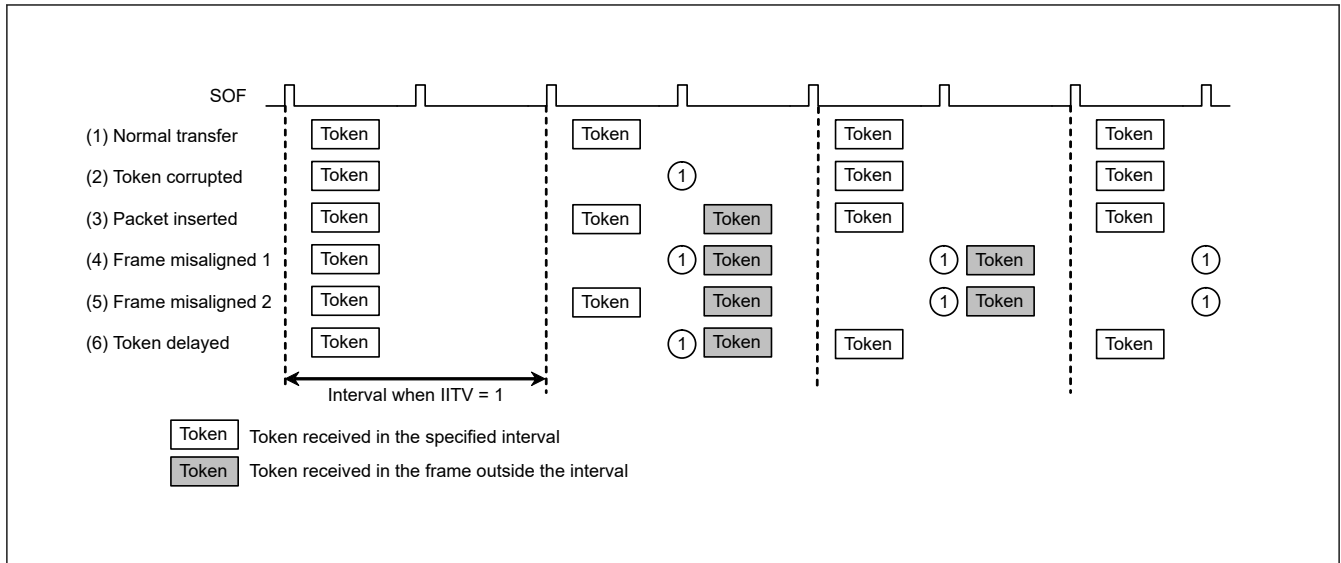 SOF
(1) Normal transfer Token Token Token Token
(2) Token corrupted Token 1 Token Token
(3) Packet inserted Token Token Token Token Token
(4) Frame misaligned 1 Token 1 Token 1 Token 1
(5) Frame misaligned 2 Token Token Token 1 Token 1
(6) Token delayed Token 1 Token Token Token
Interval when IITV = 1
Token Token received in the specified interval
Token Token received in the frame outside the interval